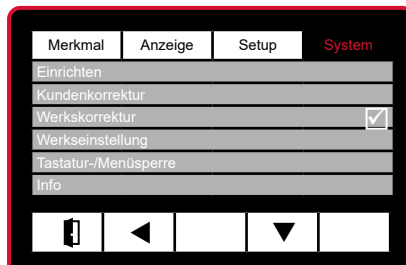 Merkmal Anzeige Setup System
Einrichten
Kundenkorrektur
Werkskorrektur
Werkseinstellung
Tastatur-/Menüsperre
Info